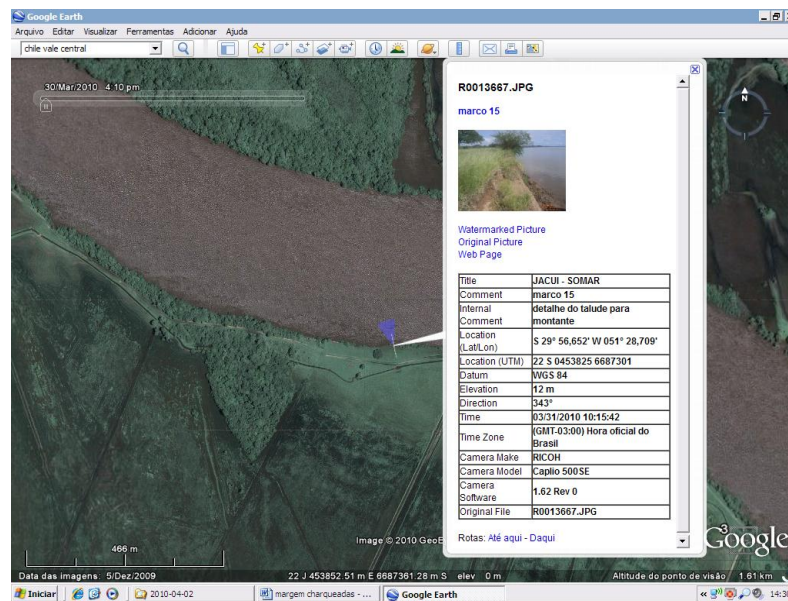 Google Earth
Arquivo Editar Visualizar Ferramentas Adicionar Ajuda
chile vale central
30/Mar/2010 4:10 pm
N
R0013667.JPG
marco 15
Watermarked Picture
Original Picture
Web Page
Title JACUI - SOMAR
Comment marco 15
Internal Comment detalhe do talude para montante
Location (Lat/Lon) S 29° 56,652' W 051° 28,709'
Location (UTM) 22 S 0453825 6687301
Datum WGS 84
Elevation 12 m
Direction 343°
Time 03/31/2010 10:15:42
Time Zone (GMT-03:00) Hora oficial do Brasil
Camera Make RICOH
Camera Model Caplio 500SE
Camera Software 1.62 Rev 0
Original File R0013667.JPG
Rotas: Até aqui - Daqui
466 m
Image © 2010 GeoE
Google
Data das imagens: 5/Dez/2009 22 J 453852.51 m E 6687361.28 m S elev 0 m Altitude do ponto de visão 1.61 km
Iniciar 2010-04-02 margem charqueadas - ... Google Earth 14:30